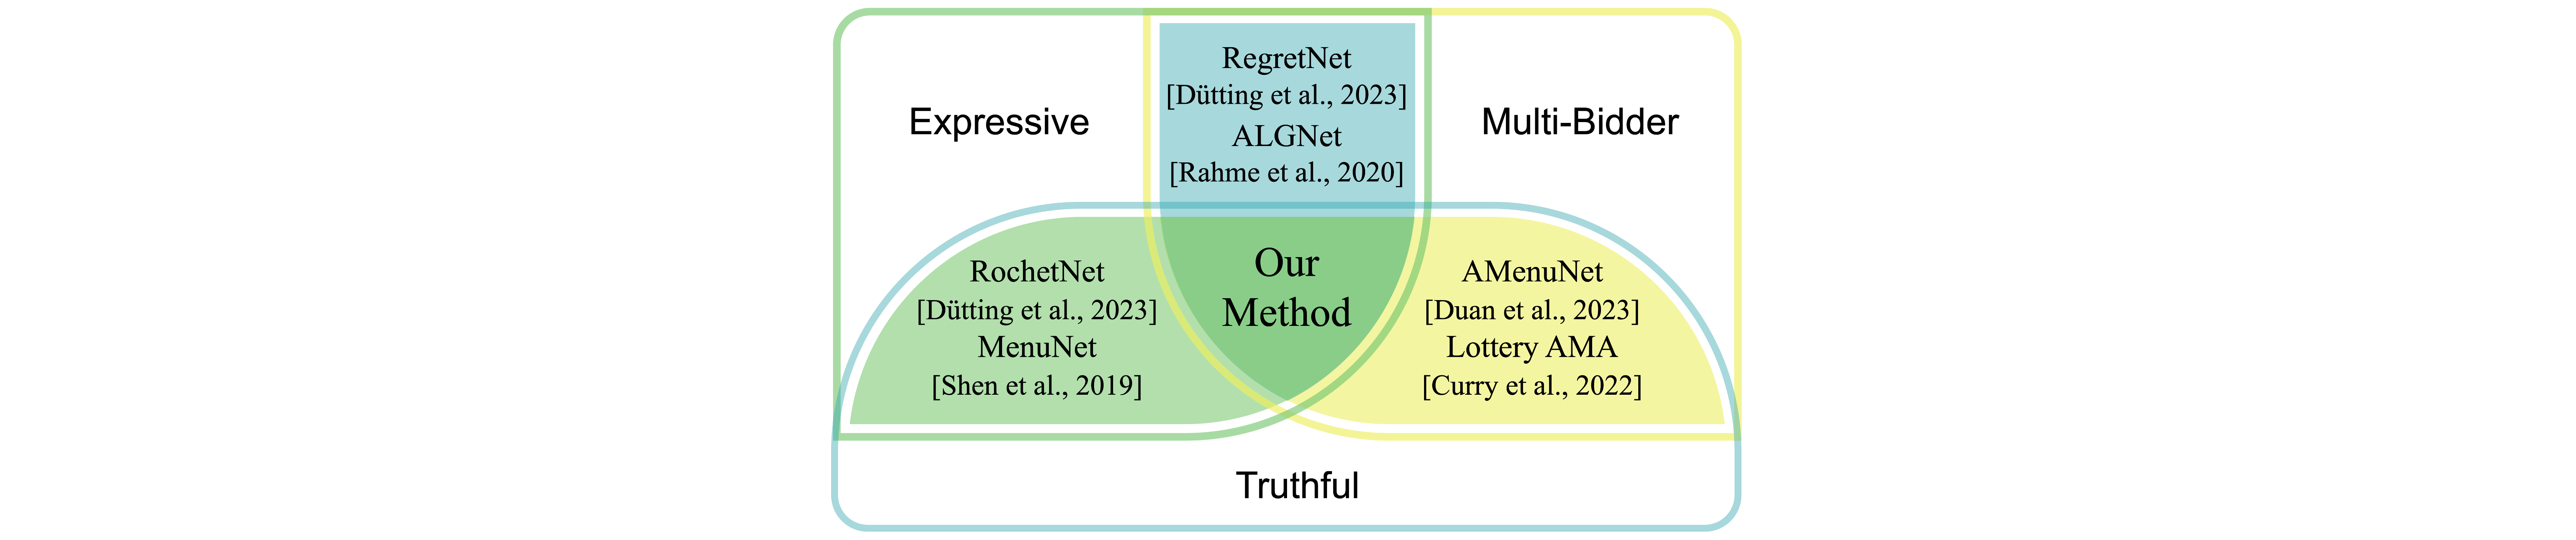 Expressive
RegretNet
[Dütting et al., 2023]
ALGNet
[Rahme et al., 2020]
Multi-Bidder
RochetNet
[Dütting et al., 2023]
MenuNet
[Shen et al., 2019]
Our
Method
AMenuNet
[Duan et al., 2023]
Lottery AMA
[Curry et al., 2022]
Truthful